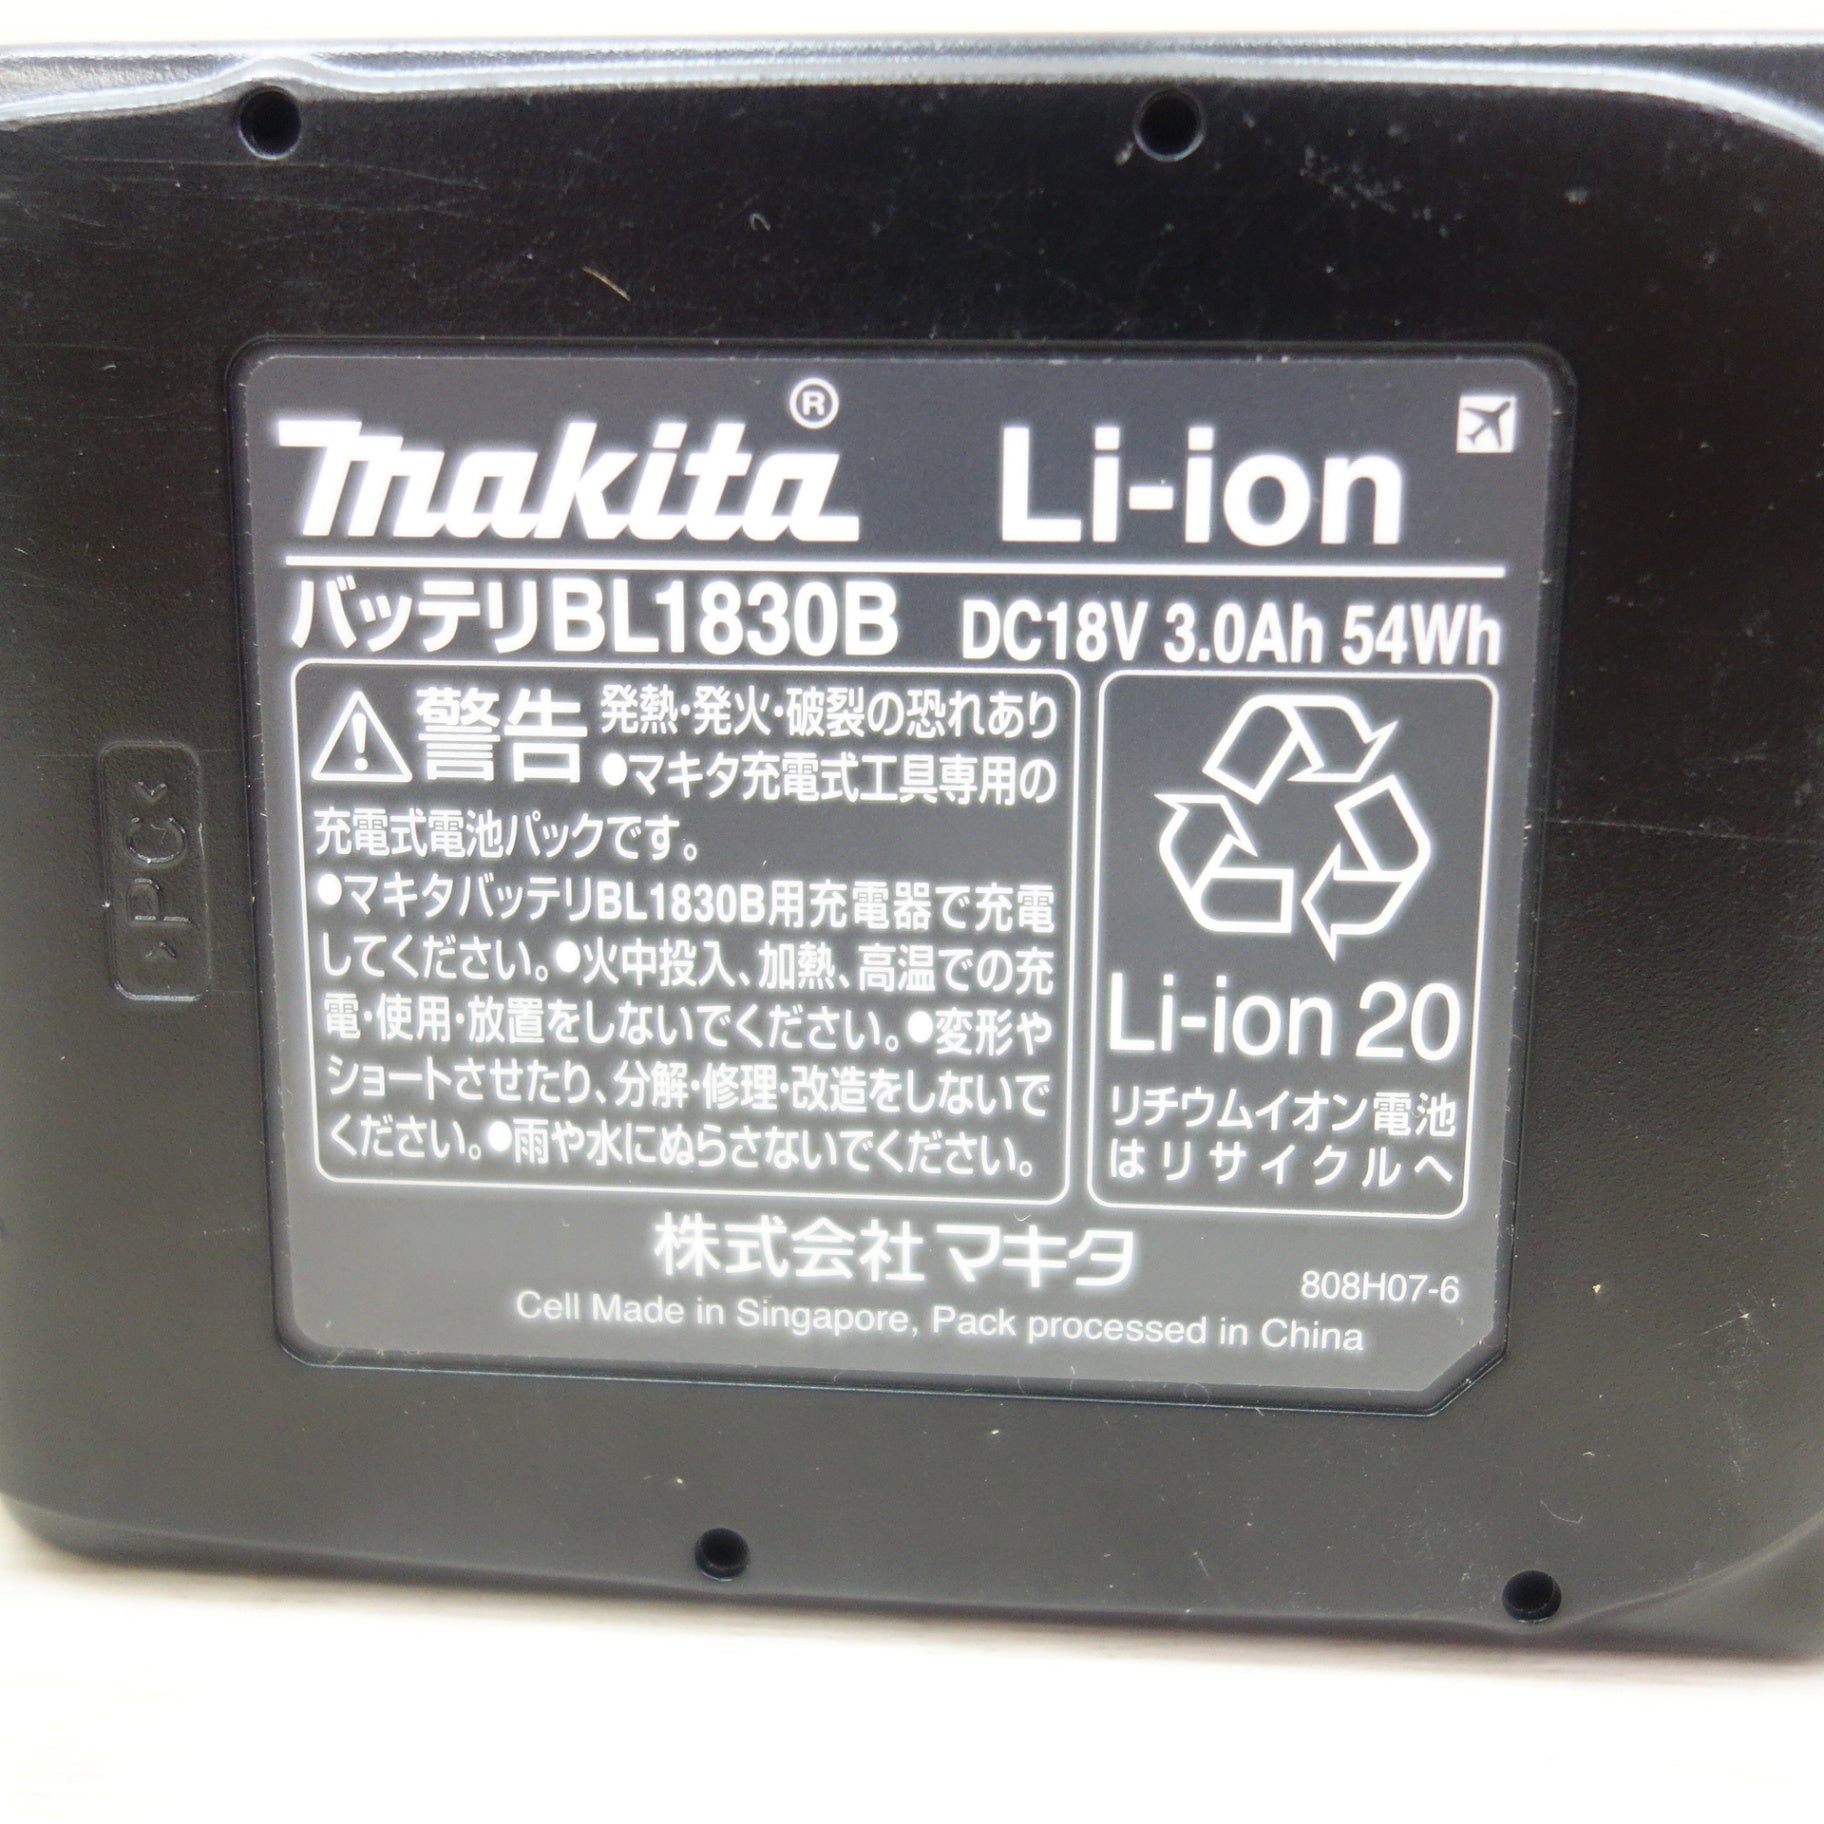 makita® Li-ion
バッテリBL1830B DC18V 3.0Ah 54Wh
警告 発熱・発火・破裂の恐れあり
●マキタ充電式工具専用の
充電式電池パックです。
●マキタバッテリBL1830B用充電器で充電
してください。●火中投入、加熱、高温での充
電・使用・放置をしないでください。●変形や
ショートさせたり、分解・修理・改造をしないで
ください。●雨や水にぬらさないでください。
Li-ion 20
リチウムイオン電池
はリサイクルへ
株式会社マキタ
808H07-6
Cell Made in Singapore, Pack processed in China
>PC<